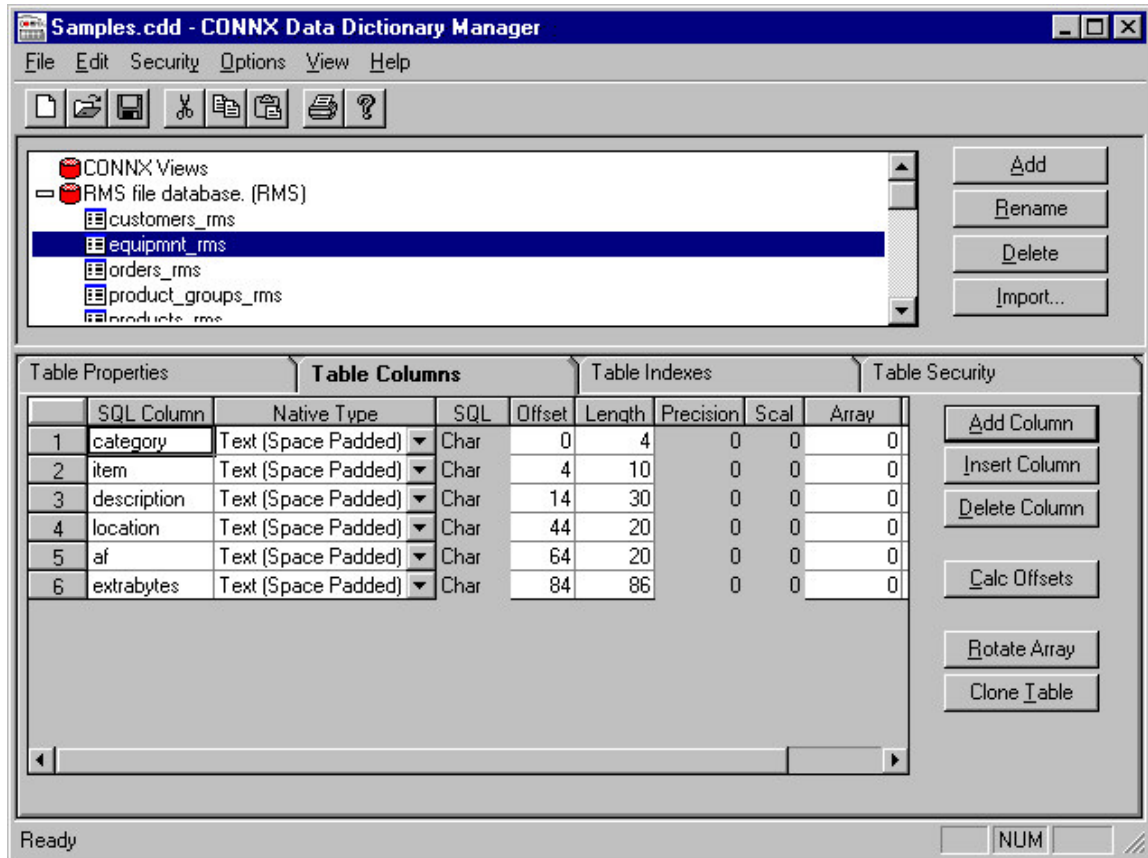 Samples.cdd - CONNX Data Dictionary Manager
File Edit Security Options View Help
CONNX Views
RMS file database. (RMS)
customers_rms
equipmnt_rms
orders_rms
product_groups_rms
products_rms
Add
Rename
Delete
Import...
Table Properties Table Columns Table Indexes Table Security
SQL Column Native Type SQL Offset Length Precision Scal Array
1 category Text (Space Padded) Char 0 4 0 0 0
2 item Text (Space Padded) Char 4 10 0 0 0
3 description Text (Space Padded) Char 14 30 0 0 0
4 location Text (Space Padded) Char 44 20 0 0 0
5 af Text (Space Padded) Char 64 20 0 0 0
6 extrabytes Text (Space Padded) Char 84 86 0 0 0
Add Column
Insert Column
Delete Column
Calc Offsets
Rotate Array
Clone Table
Ready NUM